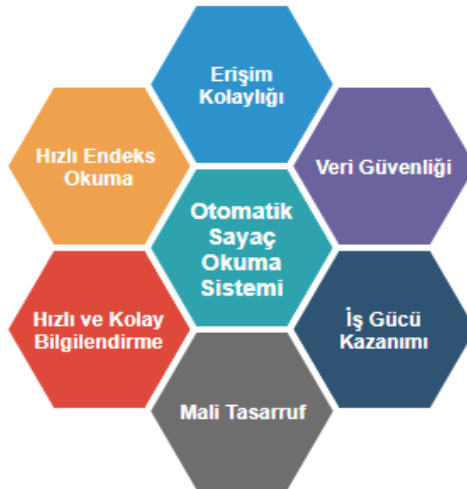 Erişim
Kolaylığı
Hızlı Endeks
Okuma
Veri Güvenliği
Otomatik
Sayaç
Okuma
Sistemi
Hızlı ve Kolay
Bilgilendirme
İş Gücü
Kazanımı
Mali Tasarruf